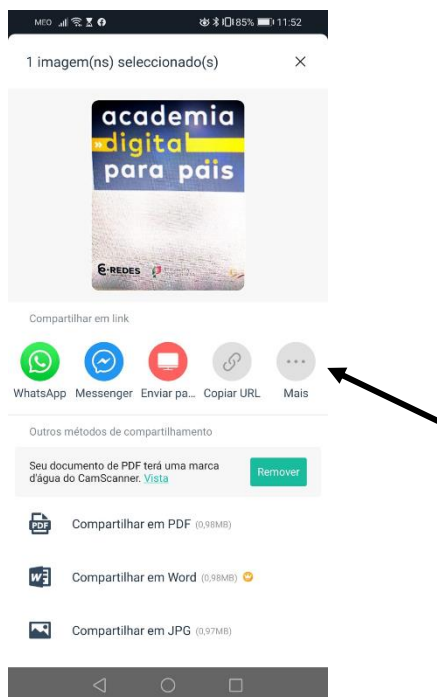 MEO 85% 11:52
1 imagem(ns) seleccionado(s)
academia
digital
para pais
E-REDES
Compartilhar em link
WhatsApp Messenger Enviar pa... Copiar URL Mais
Outros métodos de compartilhamento
Seu documento de PDF terá uma marca
d'água do CamScanner. Vista
Remover
PDF Compartilhar em PDF (0,98MB)
W Compartilhar em Word (0,98MB)
Compartilhar em JPG (0,97MB)